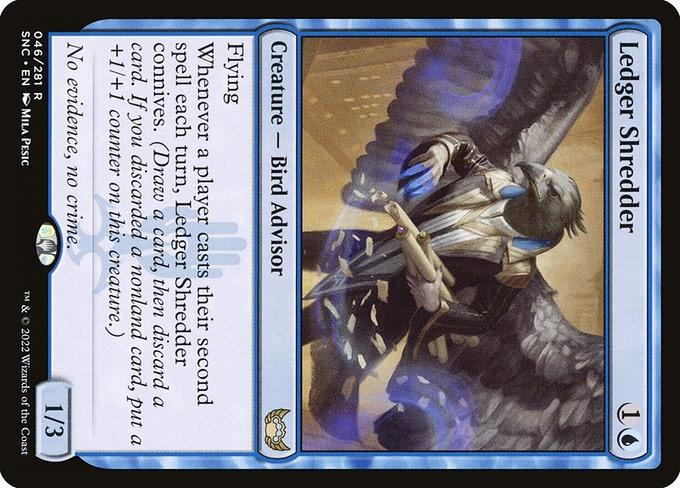 Ledger Shredder
1
Creature — Bird Advisor
Flying
Whenever a player casts their second
spell each turn, Ledger Shredder
connives. (Draw a card, then discard a
card. If you discarded a nonland card, put a
+1/+1 counter on this creature.)
No evidence, no crime.
1/3
046/281 R
SNC • EN Mila Pesic
™ & © 2022 Wizards of the Coast